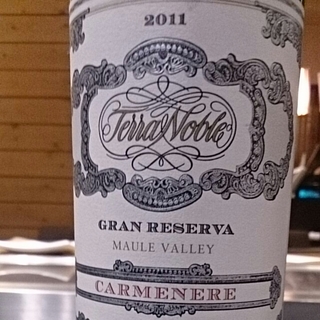 2011
TerraNoble
GRAN RESERVA
MAULE VALLEY
CARMENERE